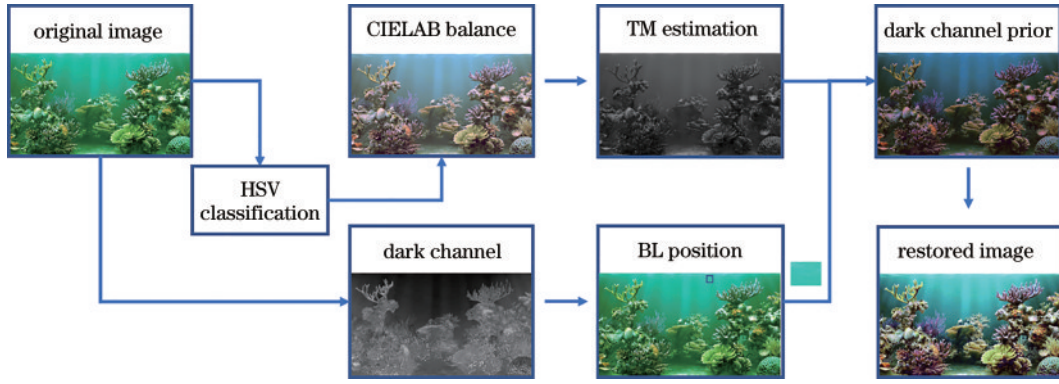 original image
CIELAB balance
TM estimation
dark channel prior
HSV
classification
dark channel
BL position
restored image